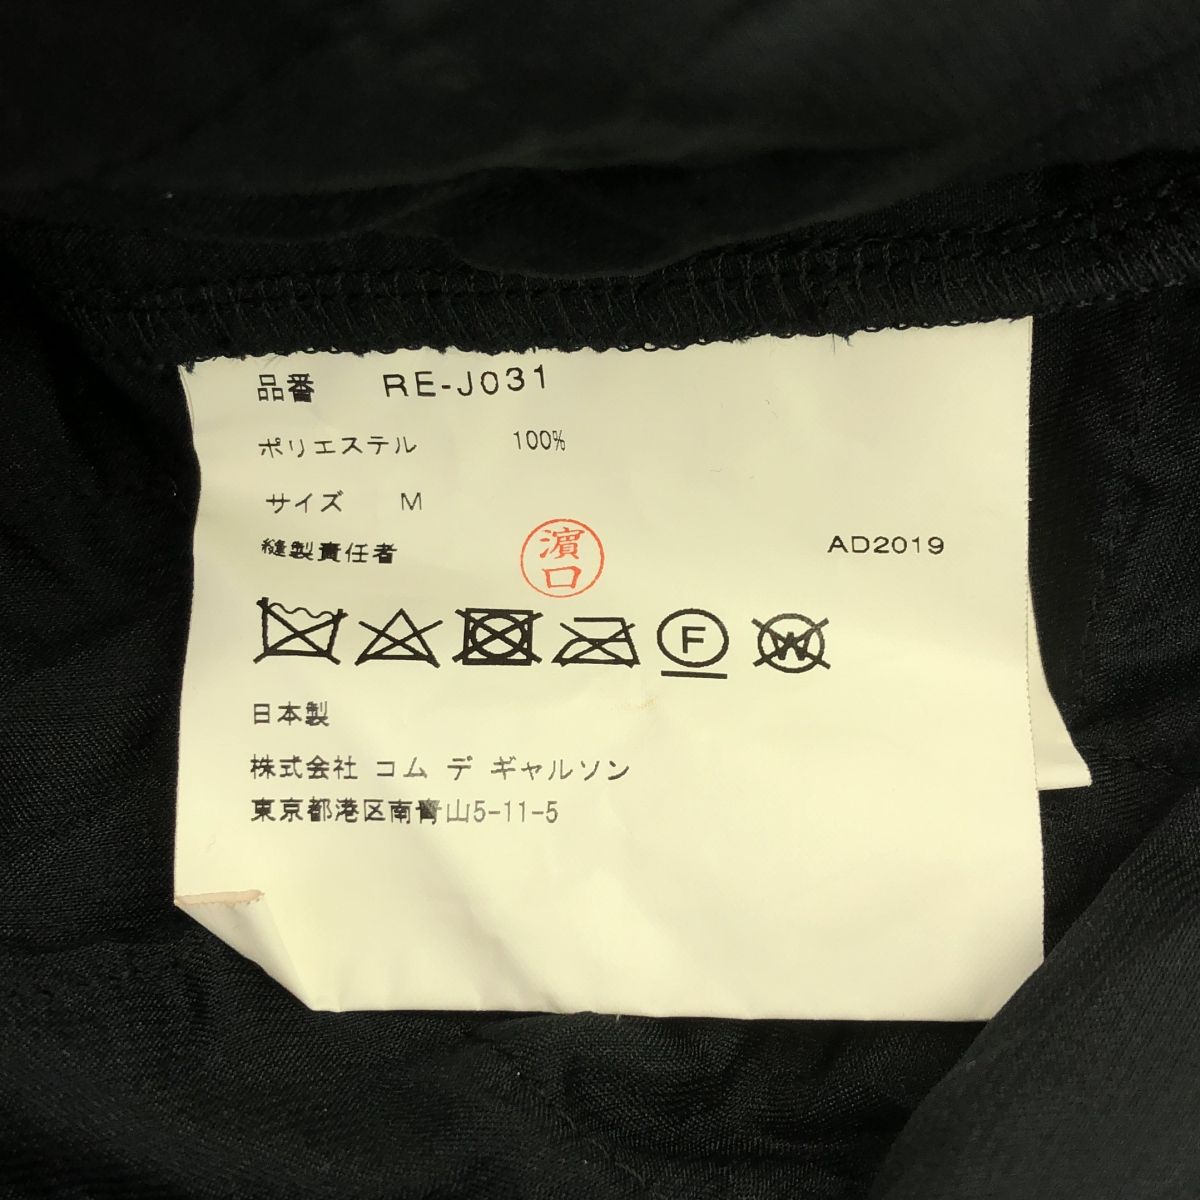 品番 RE-J031
ポリエステル 100%
サイズ M
縫製責任者 濵口 AD2019
F W
日本製
株式会社 コム デ ギャルソン
東京都港区南青山5-11-5